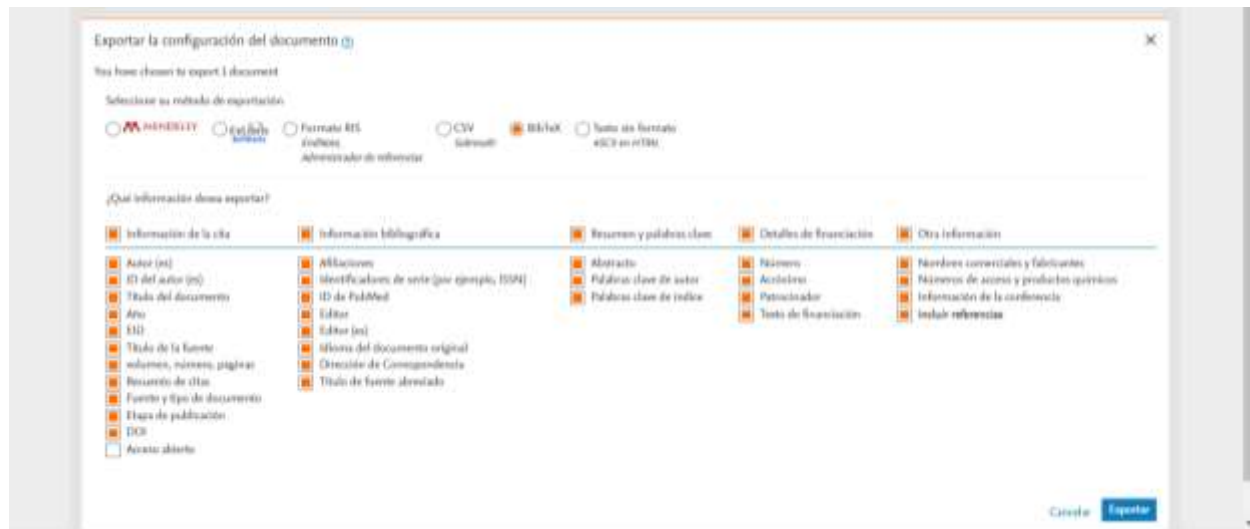 Exportar la configuración del documento
You have chosen to export 1 document
Seleccione su método de exportación
MENDELEY
Formato RIS
CSV
BibTeX
Texto sin formato
EndNote,
ASCII en HTML
Administrador de referencias
¿Qué información desea exportar?
Información de la cita
Información bibliográfica
Resumen y palabras clave
Detalles de financiación
Otra información
Autor (es)
ID del autor (es)
Título del documento
Año
EID
Título de la fuente
volumen, número, páginas
Recuento de citas
Fuente y tipo de documento
Etapa de publicación
DOI
Acceso abierto
Afiliaciones
Identificadores de serie (por ejemplo, ISSN)
ID de PubMed
Editor
Editor (es)
Idioma del documento original
Dirección de Correspondencia
Título de fuente abreviado
Abstracto
Palabras clave de autor
Palabras clave de índice
Número
Acrónimo
Patrocinador
Texto de financiación
Nombres comerciales y fabricantes
Números de acceso y productos químicos
Información de la conferencia
Incluir referencias
Cancelar
Exportar